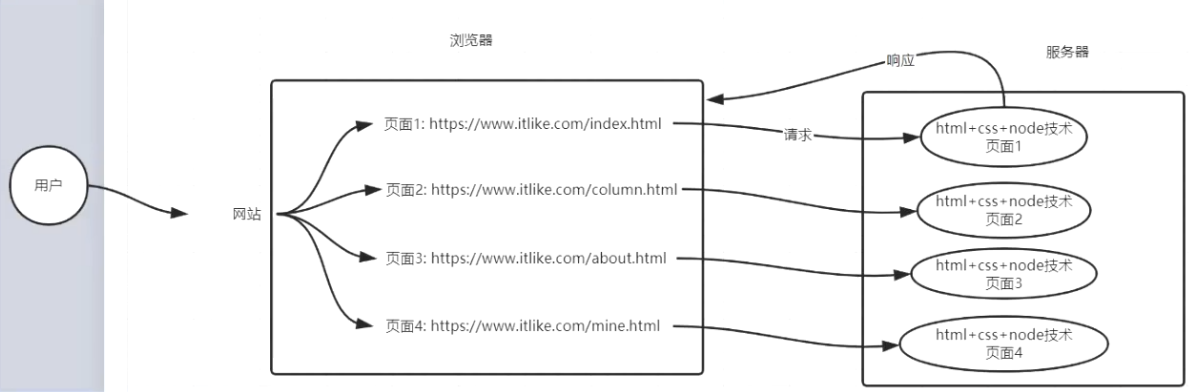 浏览器
服务器
响应
页面1: https://www.itlike.com/index.html
请求
html+css+node技术
页面1
用户
网站
页面2: https://www.itlike.com/column.html
html+css+node技术
页面2
页面3: https://www.itlike.com/about.html
html+css+node技术
页面3
页面4: https://www.itlike.com/mine.html
html+css+node技术
页面4